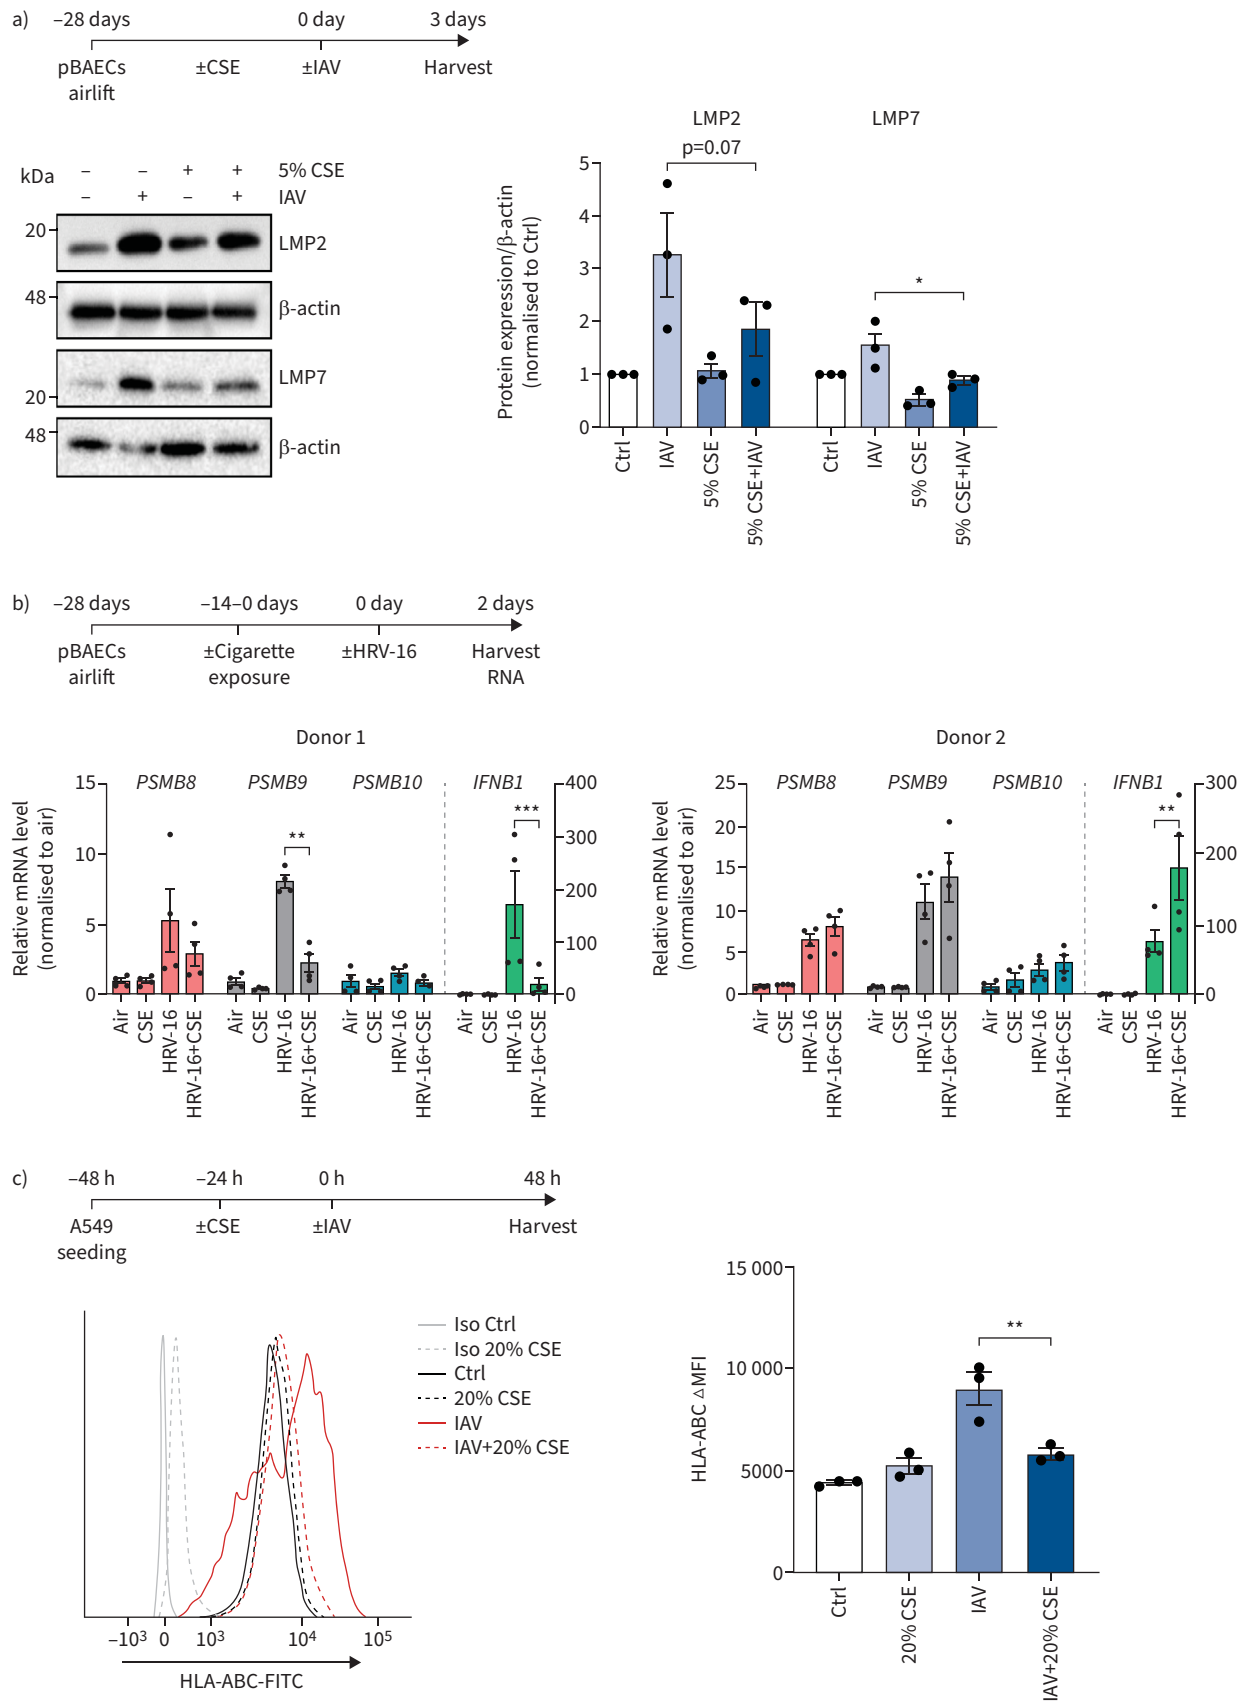 a) –28 days 0 day 3 days
pBAECs ±CSE ±IAV Harvest
airlift
LMP2 LMP7
p=0.07
*
kDa – – + + 5% CSE
– + – + IAV
20 LMP2
48 β-actin
LMP7
20
48 β-actin
Protein expression/β-actin
(normalised to Ctrl)
5
4
3
2
1
0
Ctrl IAV 5% CSE 5% CSE+IAV Ctrl IAV 5% CSE 5% CSE+IAV
b) –28 days –14–0 days 0 day 2 days
pBAECs ±Cigarette ±HRV-16 Harvest
airlift exposure RNA
Donor 1
PSMB8 PSMB9 PSMB10 IFNB1
** ***
Relative mRNA level
(normalised to air)
15
10
5
0
400
300
200
100
0
Air CSE HRV-16 HRV-16+CSE Air CSE HRV-16 HRV-16+CSE Air CSE HRV-16 HRV-16+CSE Air CSE HRV-16 HRV-16+CSE
Donor 2
PSMB8 PSMB9 PSMB10 IFNB1
**
Relative mRNA level
(normalised to air)
25
20
15
10
5
0
300
200
100
0
Air CSE HRV-16 HRV-16+CSE Air CSE HRV-16 HRV-16+CSE Air CSE HRV-16 HRV-16+CSE Air CSE HRV-16 HRV-16+CSE
c) –48 h –24 h 0 h 48 h
A549 ±CSE ±IAV Harvest
seeding
Iso Ctrl
Iso 20% CSE
Ctrl
20% CSE
IAV
IAV+20% CSE
–10³ 0 10³ 10⁴ 10⁵
HLA-ABC-FITC
HLA-ABC △MFI
15 000
10 000
5000
0
**
Ctrl 20% CSE IAV IAV+20% CSE